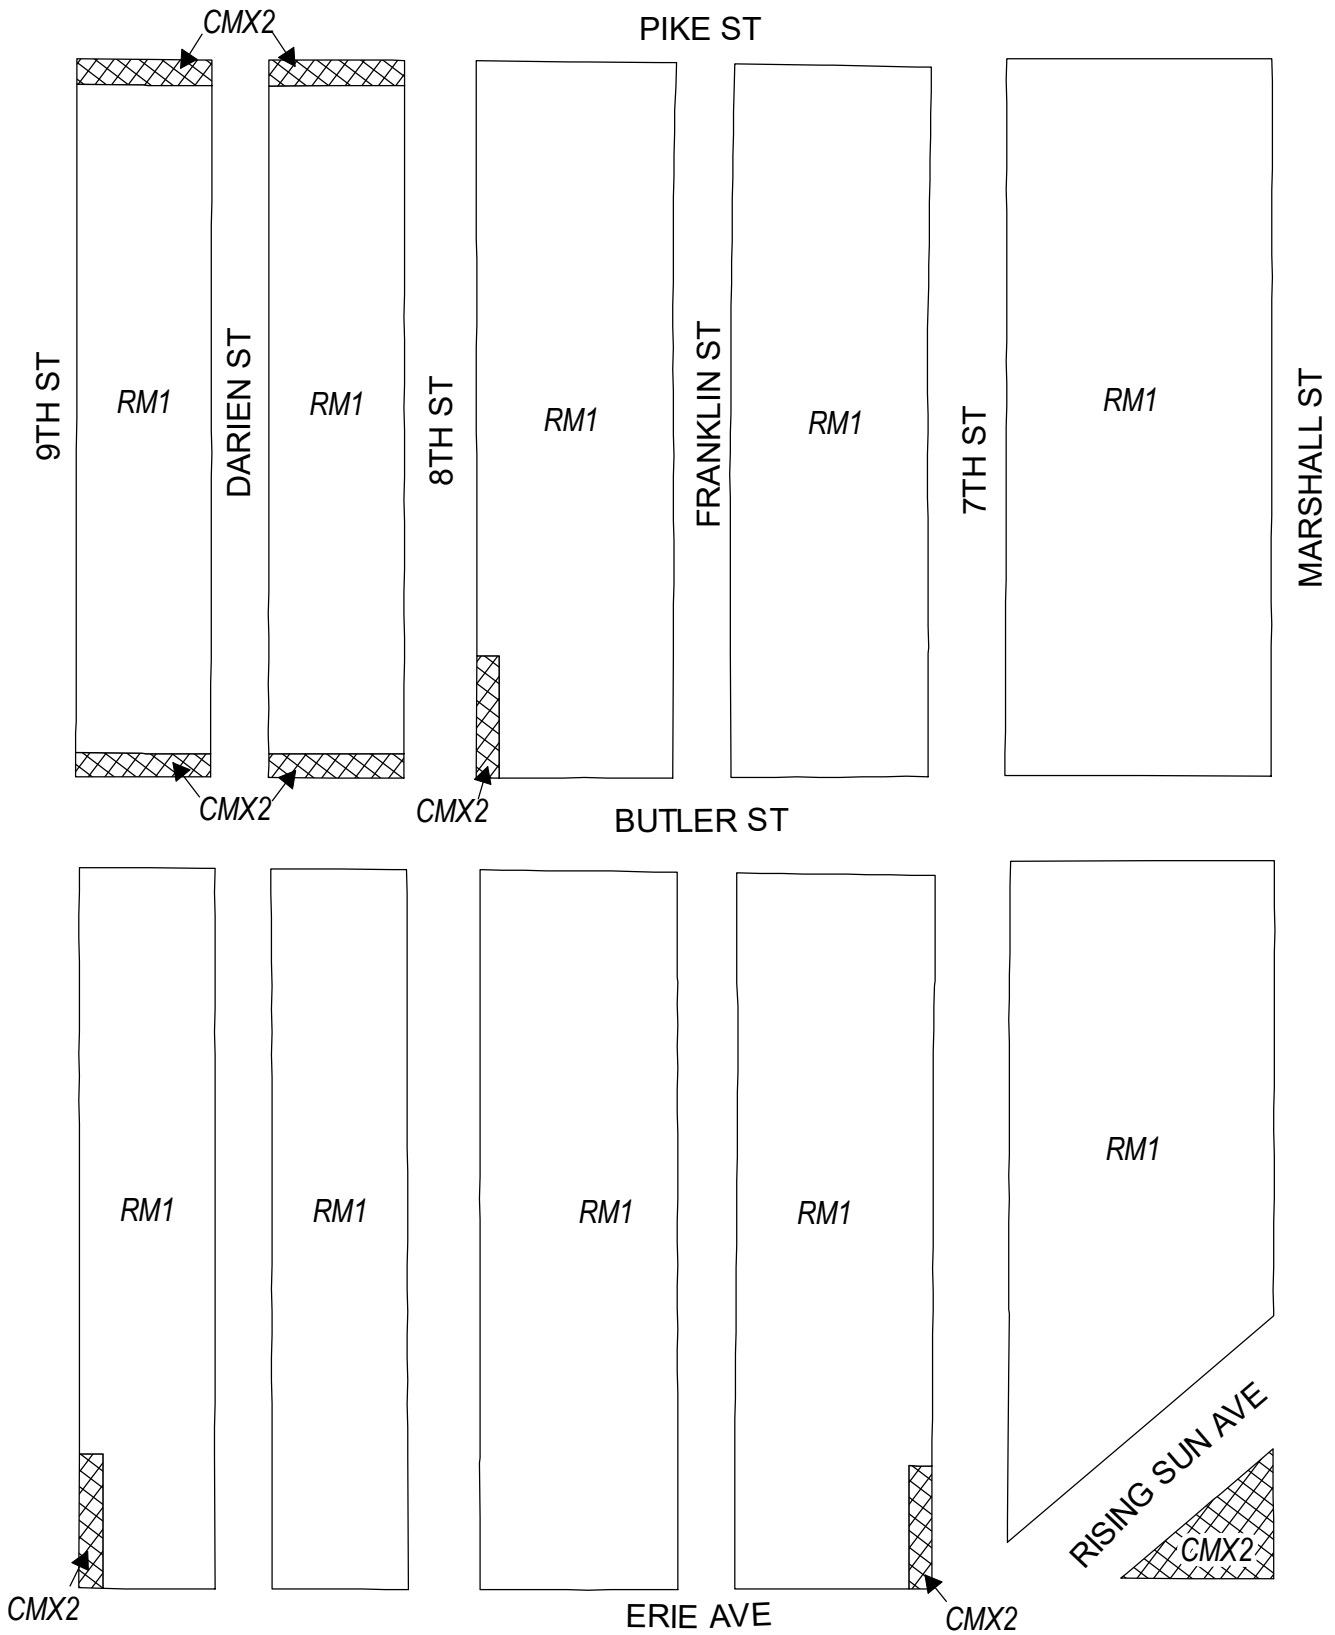 CMX2
PIKE ST
9TH ST
RM1
DARIEN ST
RM1
8TH ST
RM1
FRANKLIN ST
RM1
7TH ST
RM1
MARSHALL ST
CMX2
CMX2
BUTLER ST
RM1
RM1
RM1
RM1
RM1
RISING SUN AVE
CMX2
CMX2
ERIE AVE
CMX2